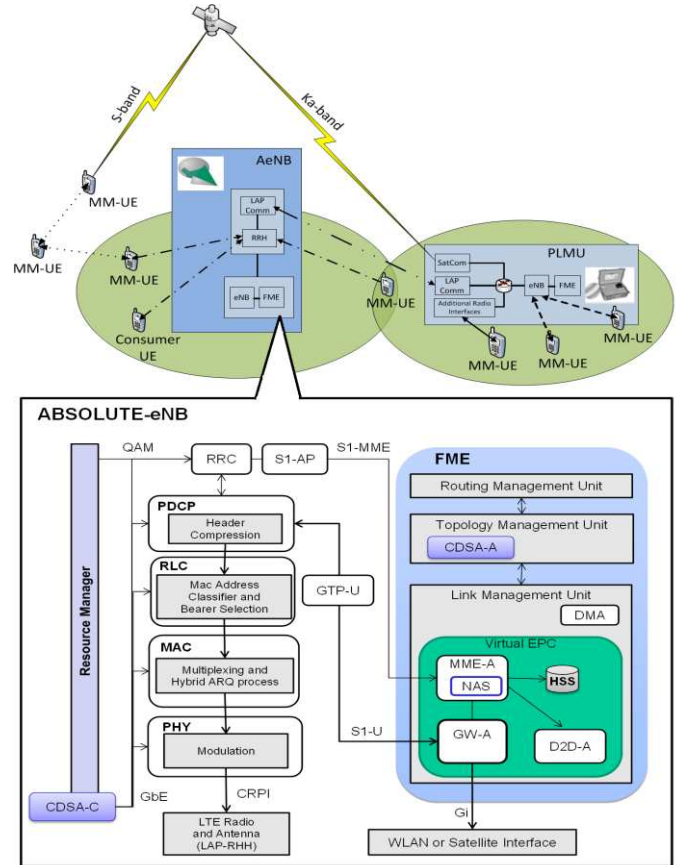 S-band
Ka-band
AeNB
LAP
Comm
RRH
eNB
FME
MM-UE
MM-UE
MM-UE
Consumer
UE
MM-UE
PLMU
SatCom
LAP
Comm
Additional Radio
Interfaces
eNB
FME
MM-UE
MM-UE
MM-UE
ABSOLUTE-eNB
QAM
RRC
S1-AP
S1-MME
FME
Routing Management Unit
Topology Management Unit
CDSA-A
Link Management Unit
DMA
Virtual EPC
MME-A
NAS
HSS
GW-A
D2D-A
Resource Manager
PDCP
Header
Compression
RLC
Mac Address
Classifier and
Bearer Selection
GTP-U
MAC
Multiplexing and
Hybrid ARQ process
PHY
Modulation
S1-U
CDSA-C
GbE
CRPI
Gi
LTE Radio
and Antenna
(LAP-RHH)
WLAN or Satellite Interface